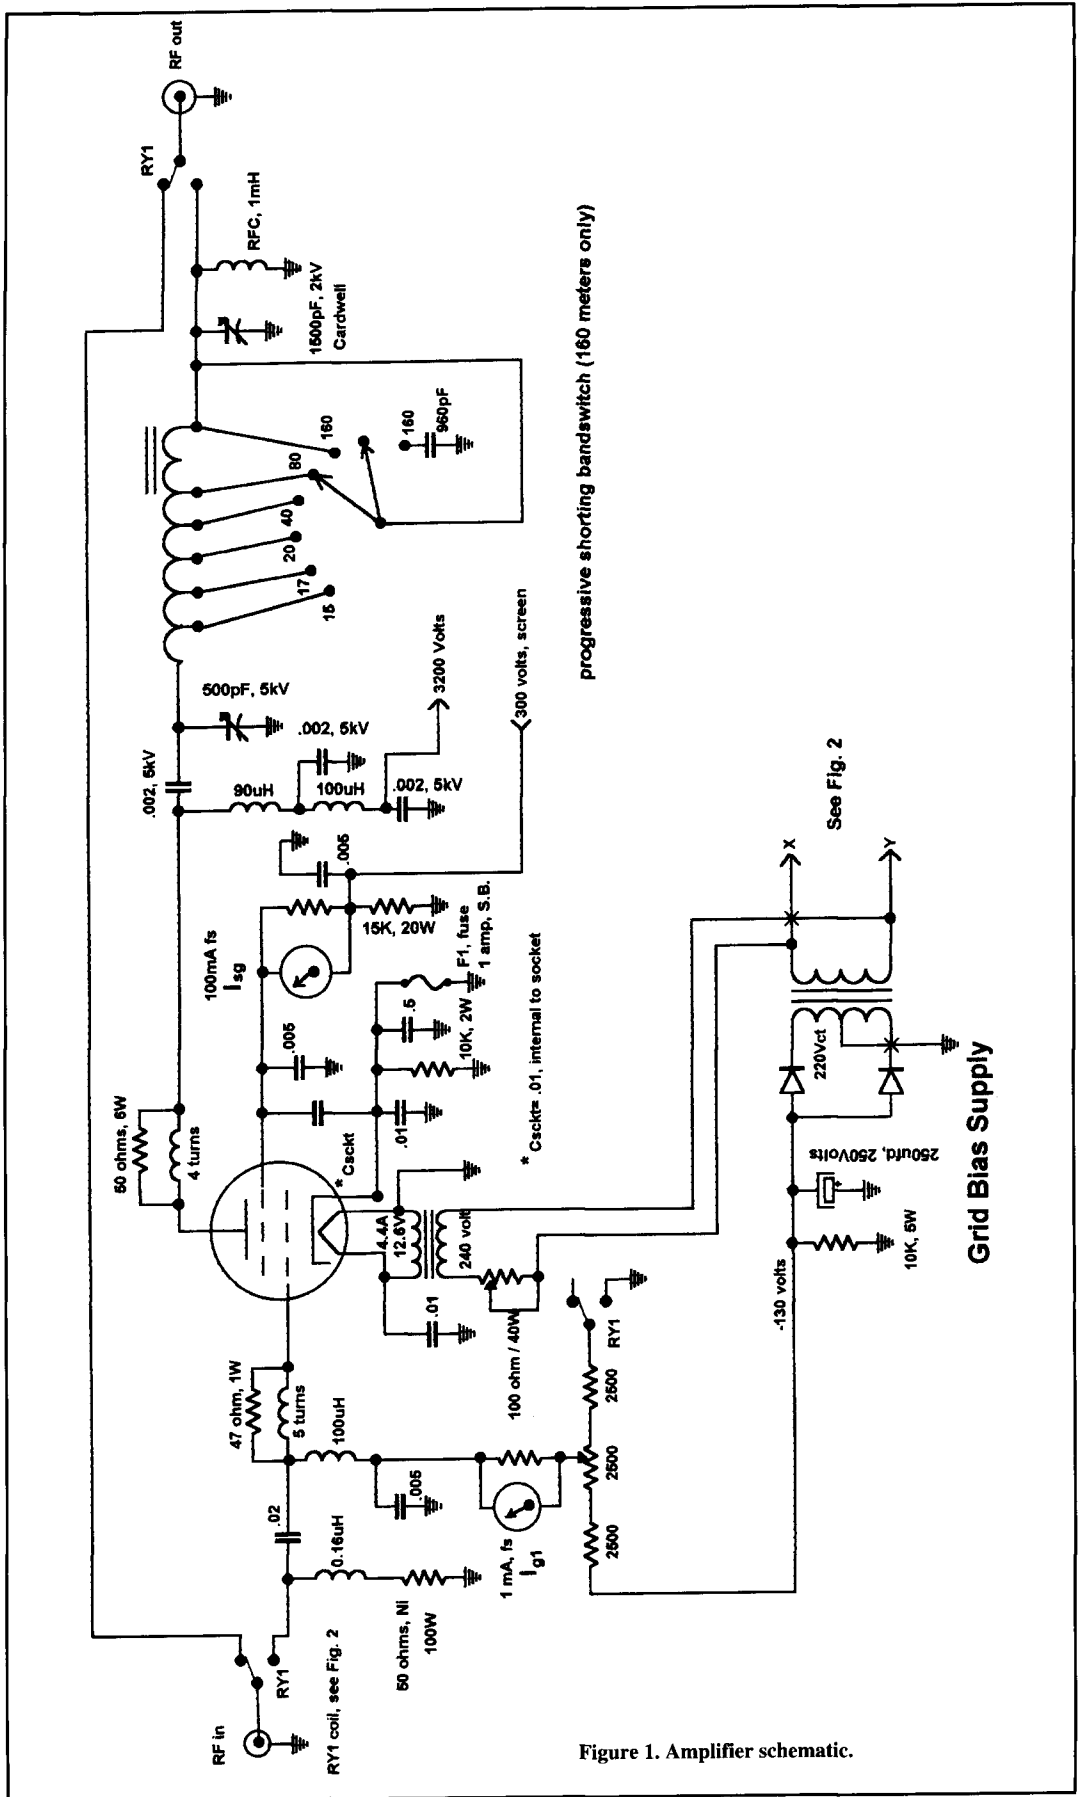 RF in
RY1
RY1 coil, see Fig. 2
50 ohms, Ni
100W
0.16uH
.02
47 ohm, 1W
5 turns
100uH
.005
1 mA, fs
Ig1
2500
2500
2500
RY1
100 ohm / 40W
.01
4.4A
12.6V
240 volt
50 ohms, 6W
4 turns
* Csckt
.01
.005
10K, 2W
.5
F1, fuse
1 amp, S.B.
* Csckt= .01, internal to socket
100mA fs
Isg
15K, 20W
.005
.002, 5kV
90uH
100uH
.002, 5kV
.002, 5kV
500pF, 5kV
3200 Volts
300 volts, screen
15
17
20
40
80
160
160
960pF
1500pF, 2kV
Cardwell
RFC, 1mH
RY1
RF out
progressive shorting bandswitch (160 meters only)
-130 volts
10K, 5W
+
250ufd, 250Volts
220Vct
X
Y
See Fig. 2
Grid Bias Supply
Figure 1. Amplifier schematic.